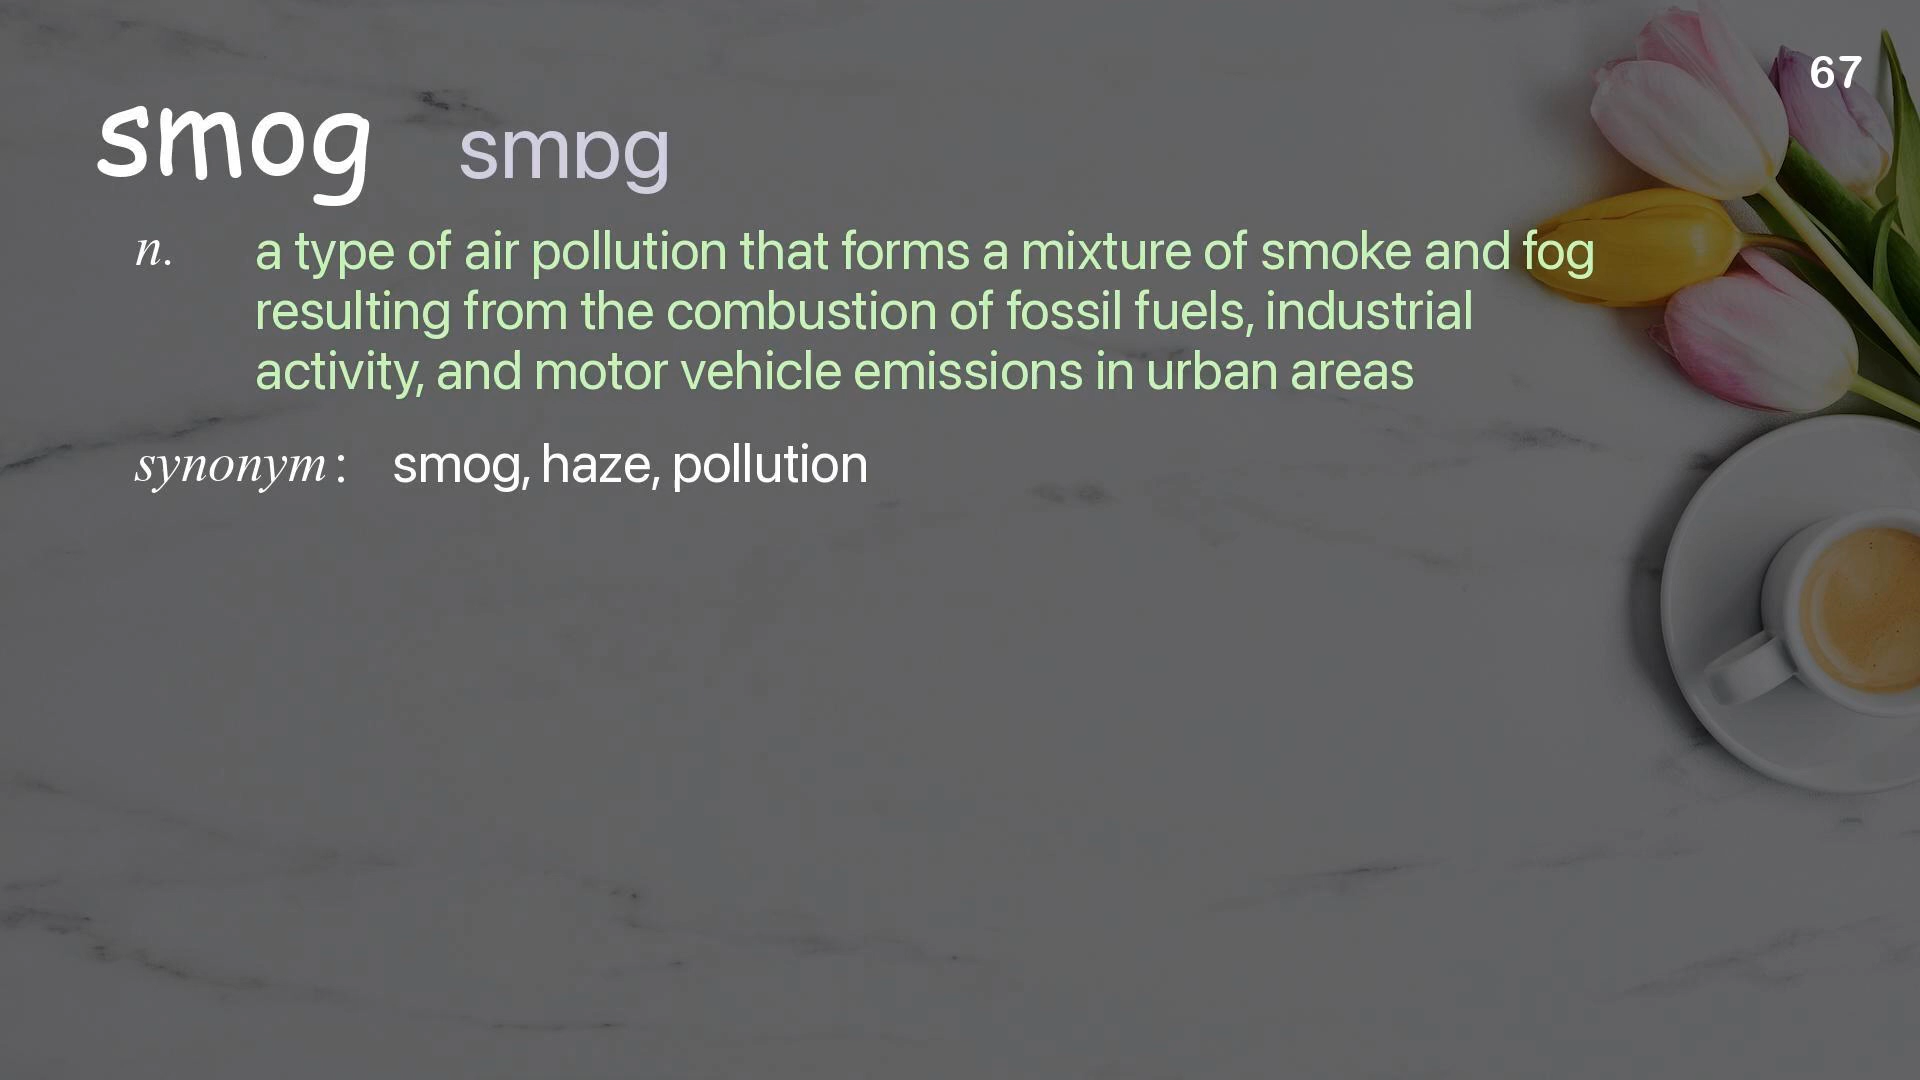 67
smog smɒg
n. a type of air pollution that forms a mixture of smoke and fog
resulting from the combustion of fossil fuels, industrial
activity, and motor vehicle emissions in urban areas
synonym : smog, haze, pollution